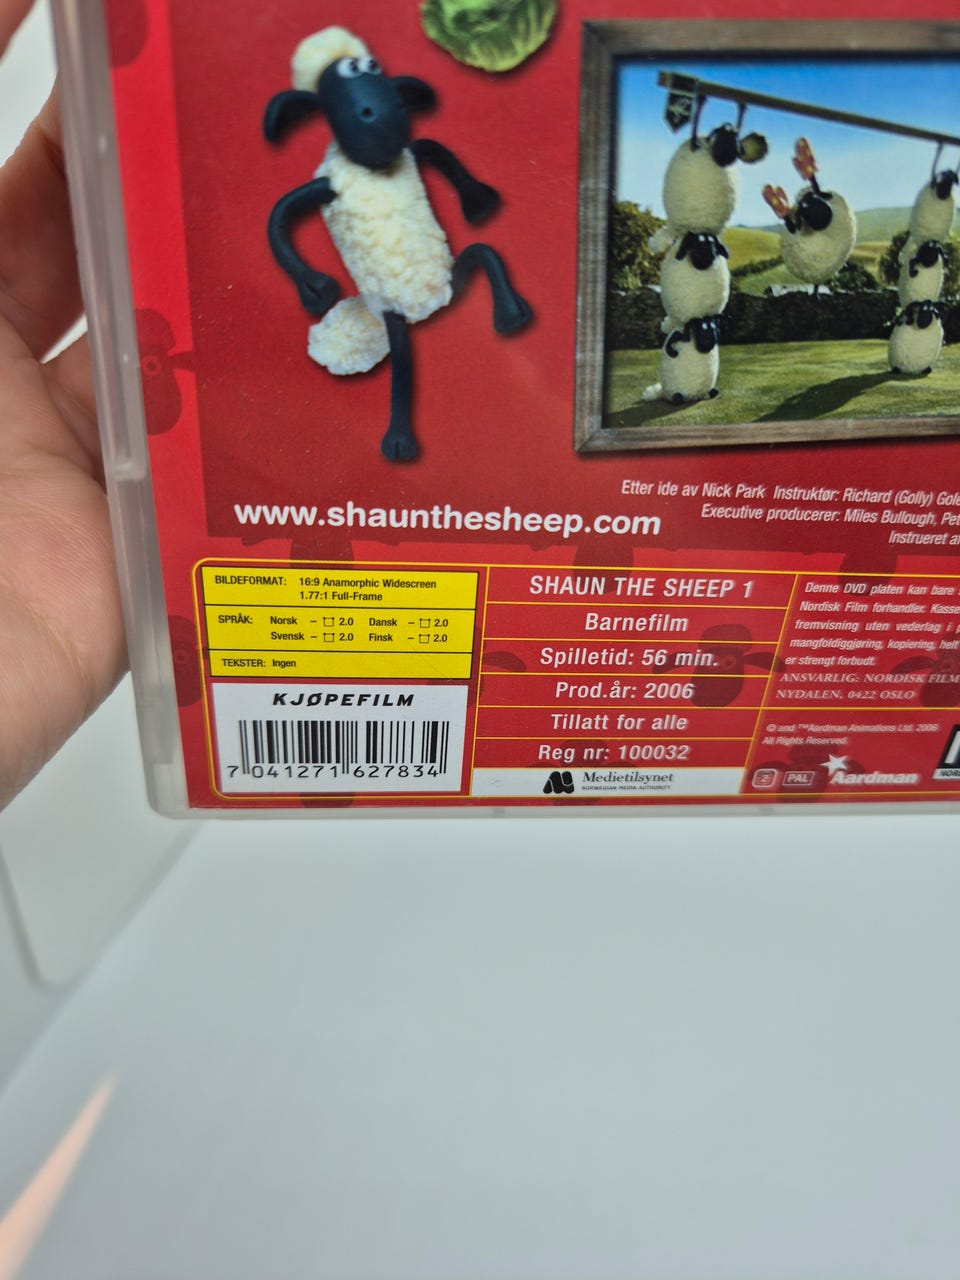 Etter ide av Nick Park Instruktør: Richard (Golly)
Executive producerer: Miles Bullough,
Instrueret
www.shaunthesheep.com
BILDEFORMAT: 16:9 Anamorphic Widescreen
1.77:1 Full-Frame
SPRÅK: Norsk – 2.0 Dansk – 2.0
Svensk – 2.0 Finsk – 2.0
TEKSTER: Ingen
KJØPEFILM
7 041271 627834
SHAUN THE SHEEP 1
Barnefilm
Spilletid: 56 min.
Prod.år: 2006
Tillatt for alle
Reg nr: 100032
Medietilsynet
NORWEGIAN MEDIA AUTHORITY
Denne DVD platen kan bare
Nordisk Film forhandler.
fremvisning uten vederlag i
mangfoldiggjøring, kopiering,
er strengt forbudt.
ANSVARLIG: NORDISK FILM
NYDALEN, 0422 OSLO
© and ™Aardman Animations Ltd. 2006
All Rights Reserved.
2 PAL Aardman